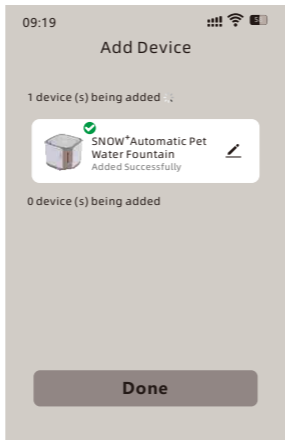 09:19
Add Device
1 device (s) being added
SNOW⁺Automatic Pet
Water Fountain
Added Successfully
0 device (s) being added
Done